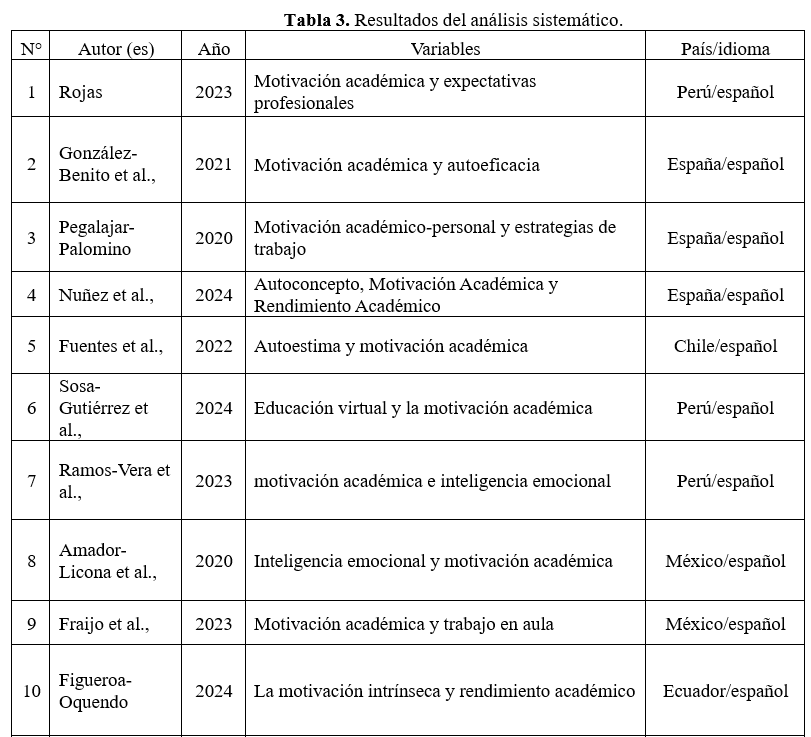 Tabla 3. Resultados del análisis sistemático.
N° Autor (es) Año Variables País/idioma
1 Rojas 2023 Motivación académica y expectativas
profesionales Perú/español
2 González-
Benito et al., 2021 Motivación académica y autoeficacia España/español
3 Pegalajar-
Palomino 2020 Motivación académico-personal y estrategias de
trabajo España/español
4 Nuñez et al., 2024 Autoconcepto, Motivación Académica y
Rendimiento Académico España/español
5 Fuentes et al., 2022 Autoestima y motivación académica Chile/español
6 Sosa-
Gutiérrez et
al., 2024 Educación virtual y la motivación académica Perú/español
7 Ramos-Vera et
al., 2023 motivación académica e inteligencia emocional Perú/español
8 Amador-
Licona et al., 2020 Inteligencia emocional y motivación académica México/español
9 Fraijo et al., 2023 Motivación académica y trabajo en aula México/español
10 Figueroa-
Oquendo 2024 La motivación intrínseca y rendimiento académico Ecuador/español